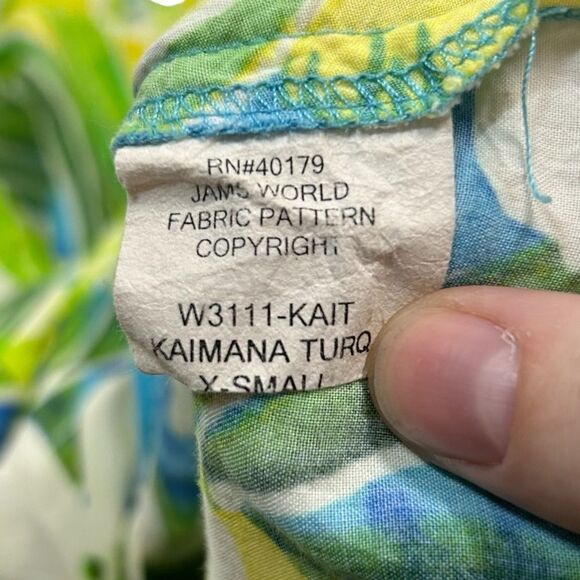 RN#40179
JAMS WORLD
FABRIC PATTERN
COPYRIGHT
W3111-KAIT
KAIMANA TURQ
X-SMALL